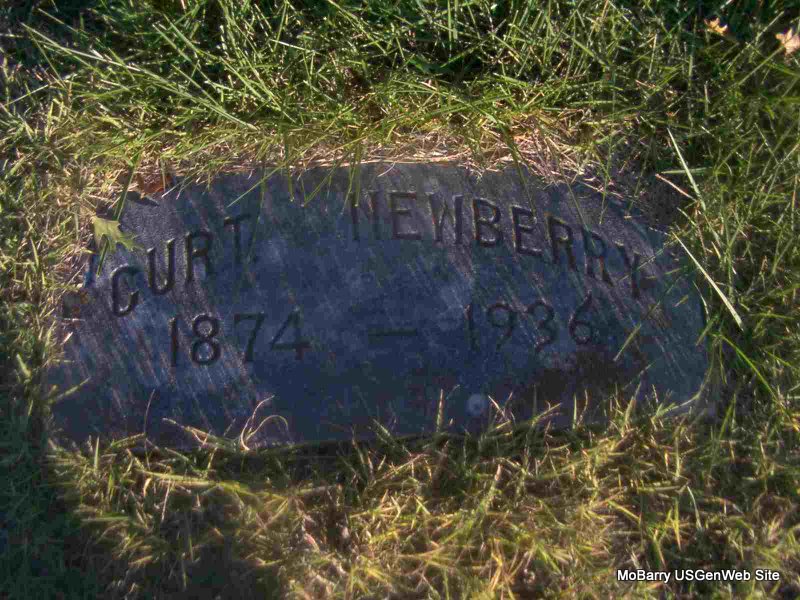 CURT. NEWBERRY
1874 — 1936
MoBarry USGenWeb Site